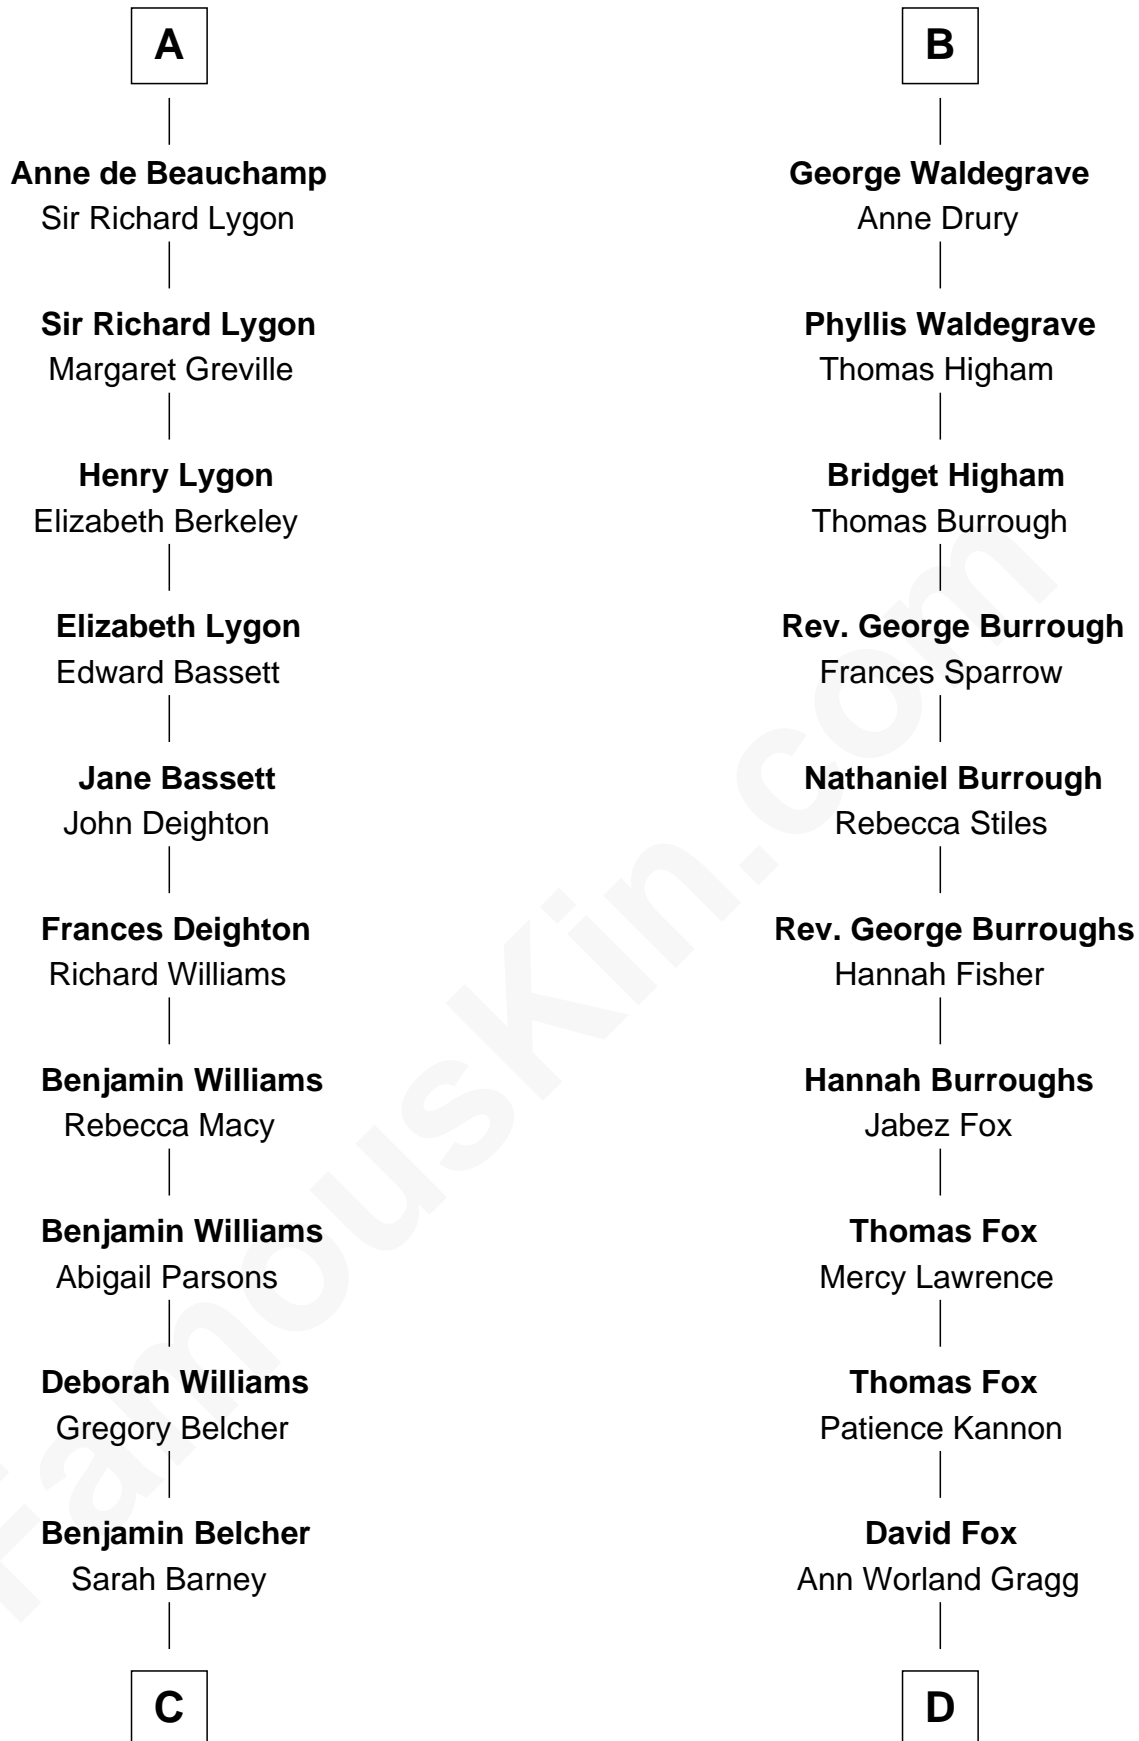 A
Anne de Beauchamp
Sir Richard Lygon
Sir Richard Lygon
Margaret Greville
Henry Lygon
Elizabeth Berkeley
Elizabeth Lygon
Edward Bassett
Jane Bassett
John Deighton
Frances Deighton
Richard Williams
Benjamin Williams
Rebecca Macy
Benjamin Williams
Abigail Parsons
Deborah Williams
Gregory Belcher
Benjamin Belcher
Sarah Barney
C
B
George Waldegrave
Anne Drury
Phyllis Waldegrave
Thomas Higham
Bridget Higham
Thomas Burrough
Rev. George Burrough
Frances Sparrow
Nathaniel Burrough
Rebecca Stiles
Rev. George Burroughs
Hannah Fisher
Hannah Burroughs
Jabez Fox
Thomas Fox
Mercy Lawrence
Thomas Fox
Patience Kannon
David Fox
Ann Worland Gragg
D
FamousKin.com